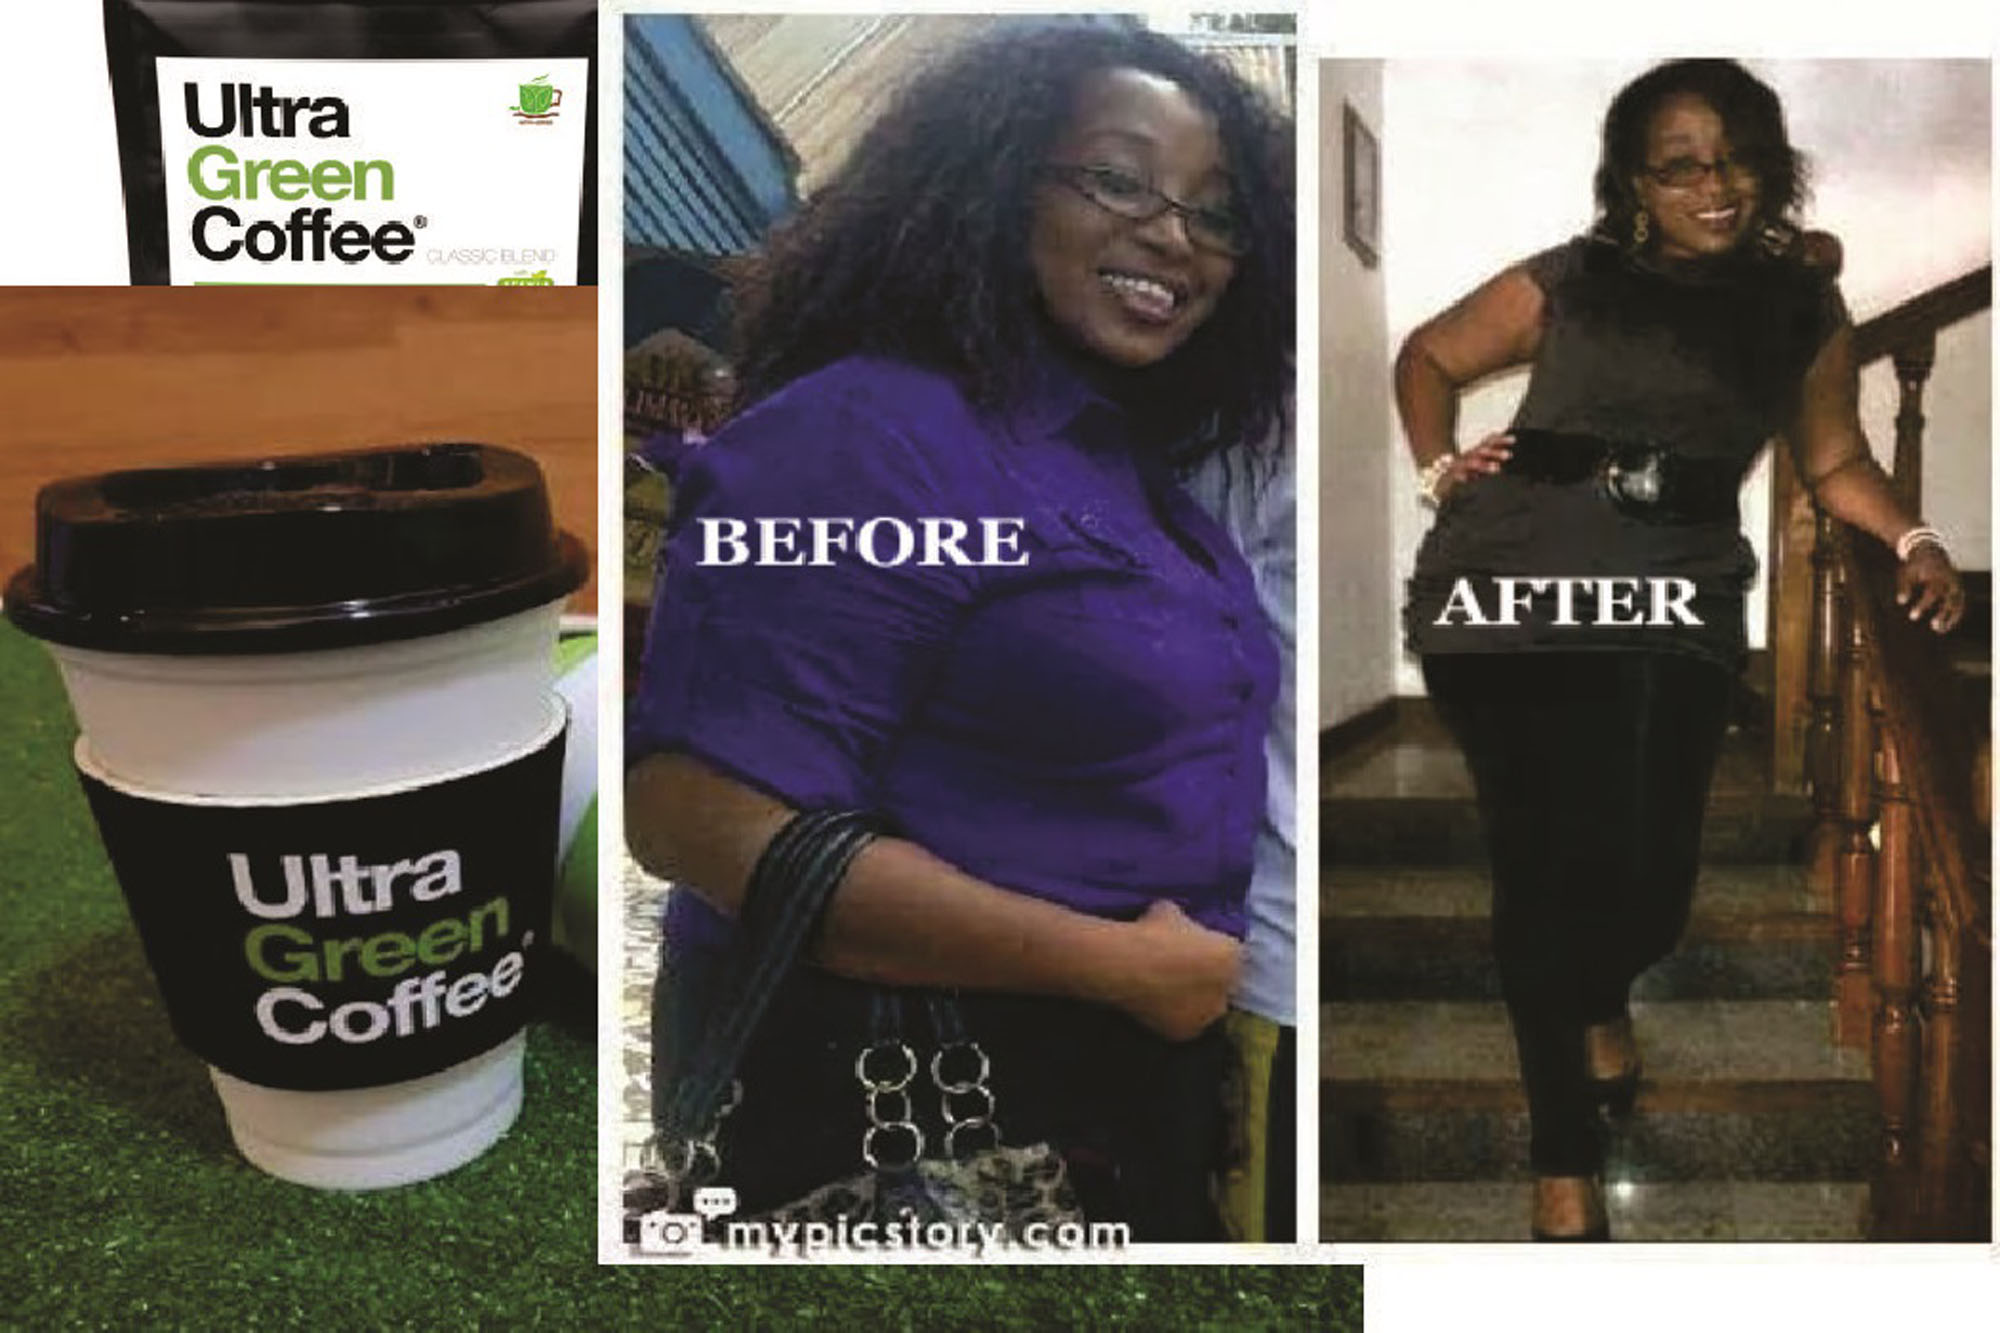 Ultra
Green
Coffee®
CLASSIC BLEND
Ultra
Green
Coffee®
BEFORE
mypicstory.com
AFTER